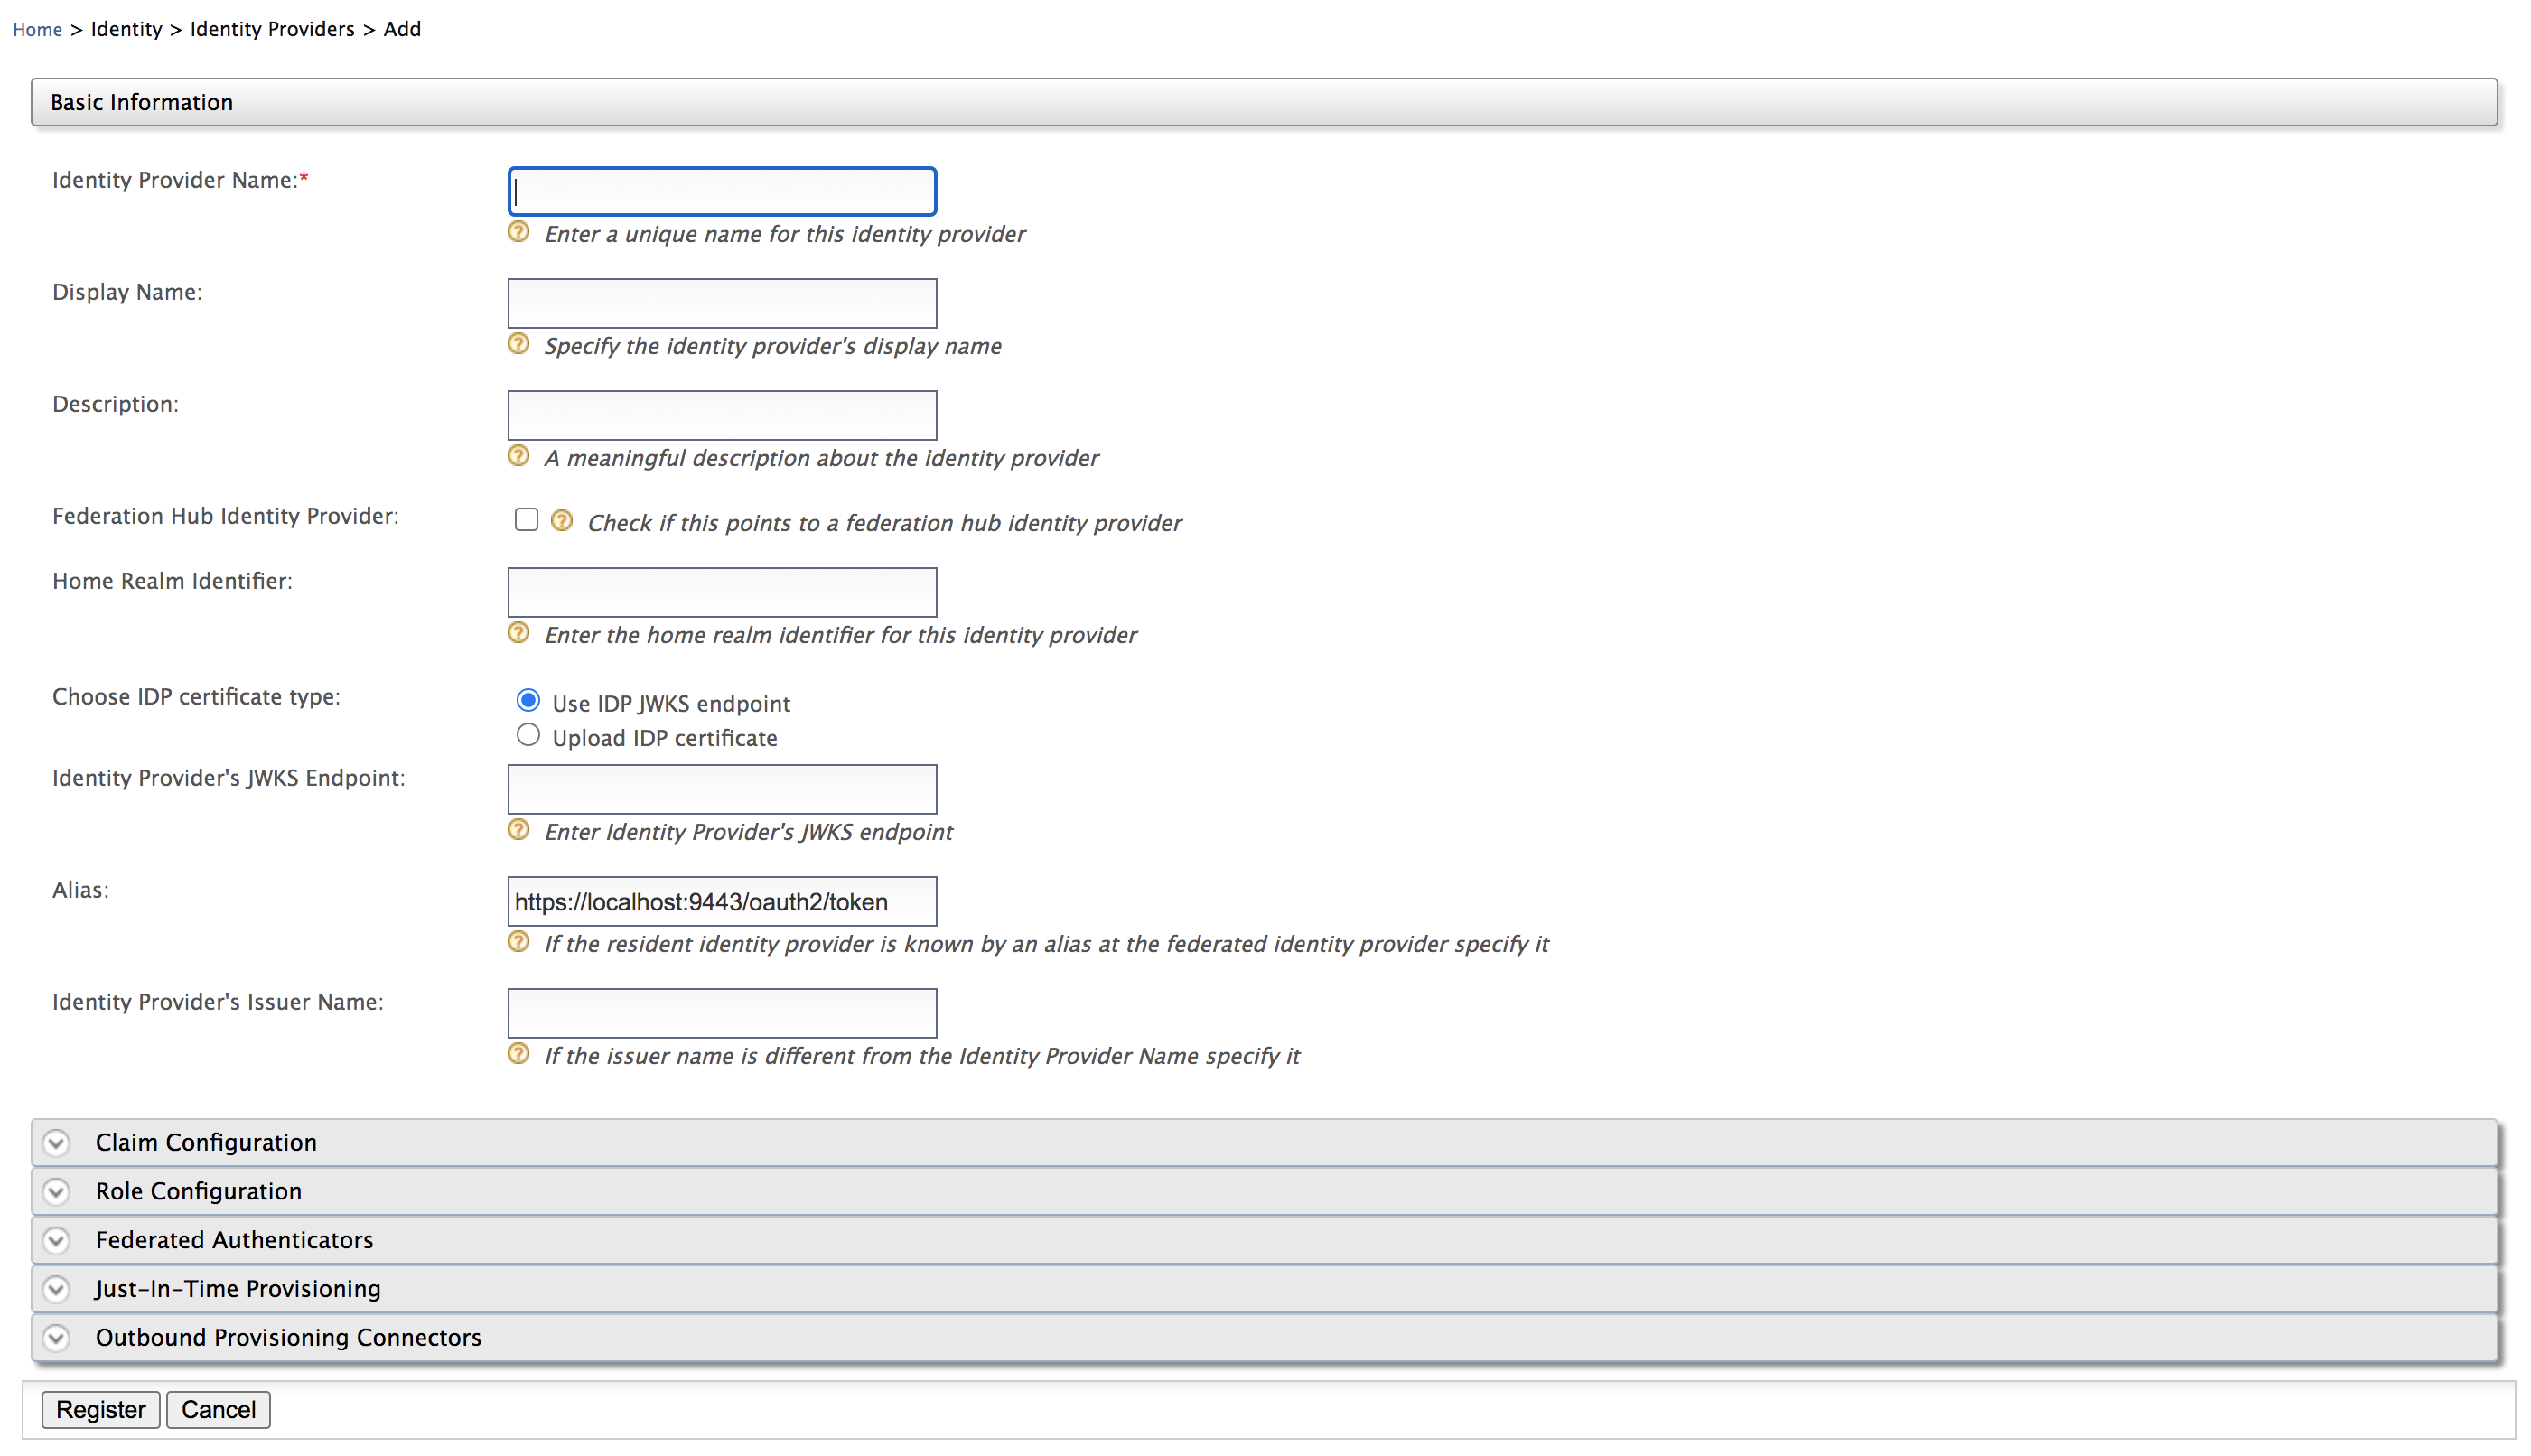 Home > Identity > Identity Providers > Add
Basic Information
Identity Provider Name:*
Enter a unique name for this identity provider
Display Name:
Specify the identity provider's display name
Description:
A meaningful description about the identity provider
Federation Hub Identity Provider:
Check if this points to a federation hub identity provider
Home Realm Identifier:
Enter the home realm identifier for this identity provider
Choose IDP certificate type:
Use IDP JWKS endpoint
Upload IDP certificate
Identity Provider's JWKS Endpoint:
Enter Identity Provider's JWKS endpoint
Alias:
https://localhost:9443/oauth2/token
If the resident identity provider is known by an alias at the federated identity provider specify it
Identity Provider's Issuer Name:
If the issuer name is different from the Identity Provider Name specify it
Claim Configuration
Role Configuration
Federated Authenticators
Just-In-Time Provisioning
Outbound Provisioning Connectors
Register Cancel